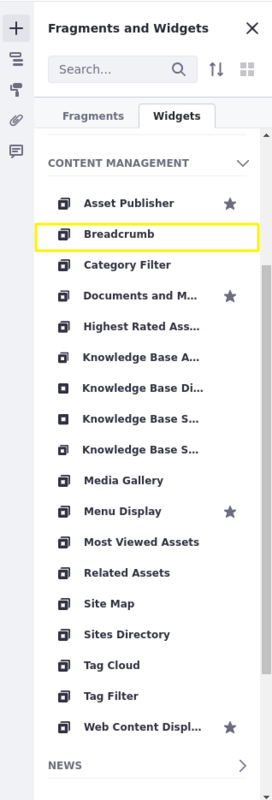 Fragments and Widgets
Search...
Fragments Widgets
CONTENT MANAGEMENT
Asset Publisher
Breadcrumb
Category Filter
Documents and M...
Highest Rated Ass...
Knowledge Base A...
Knowledge Base Di...
Knowledge Base S...
Knowledge Base S...
Media Gallery
Menu Display
Most Viewed Assets
Related Assets
Site Map
Sites Directory
Tag Cloud
Tag Filter
Web Content Displ...
NEWS